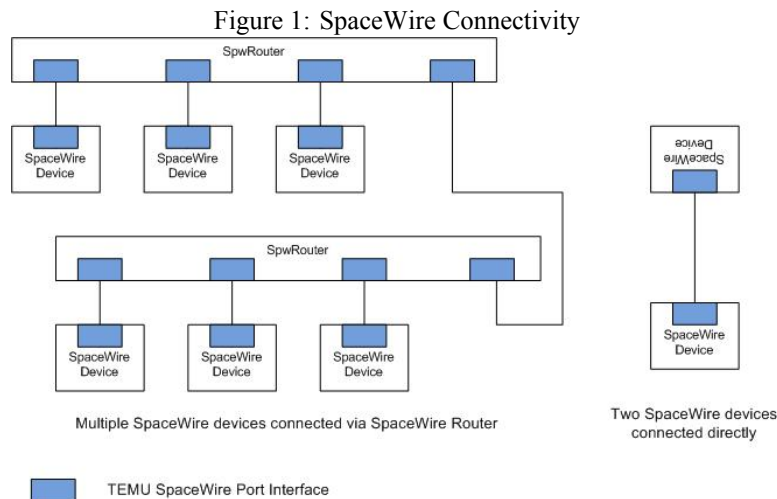 Figure 1: SpaceWire Connectivity
SpwRouter
SpaceWire
Device
SpaceWire
Device
SpaceWire
Device
SpaceWire
Device
SpwRouter
SpaceWire
Device
SpaceWire
Device
SpaceWire
Device
SpaceWire
Device
Multiple SpaceWire devices connected via SpaceWire Router
Two SpaceWire devices
connected directly
TEMU SpaceWire Port Interface